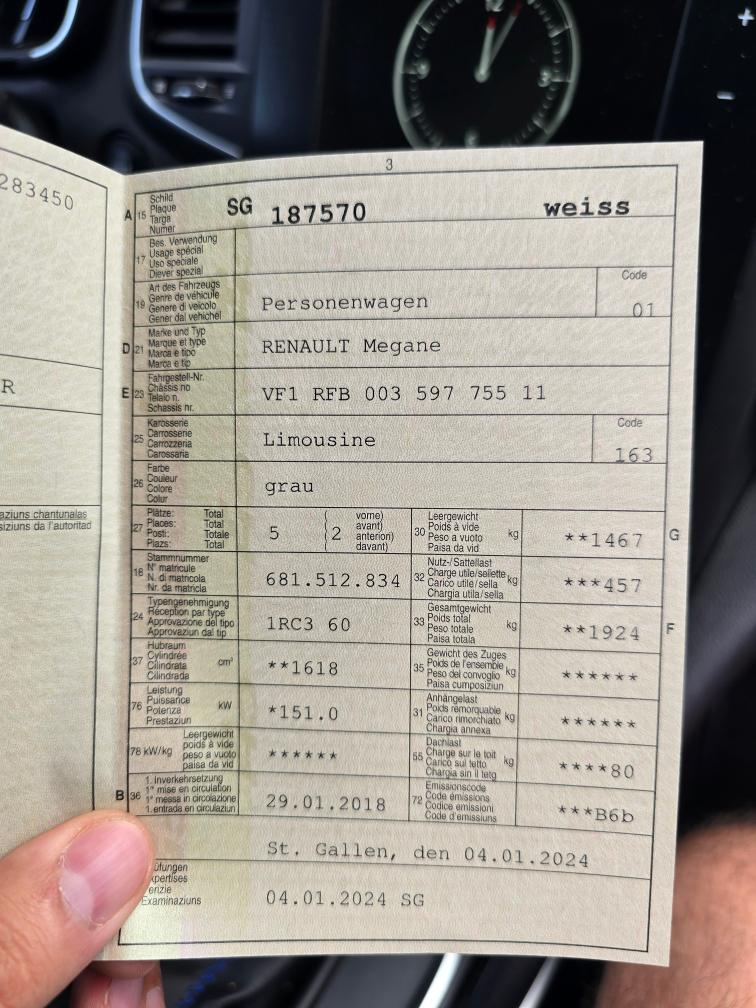 283450
R
aziuns chantunalas
siziuns da l'autoritad
3
A 15 Schild
Plaque
Targa
Numer
SG 187570 weiss
17 Bes. Verwendung
Usage spécial
Uso speciale
Diever spezial
19 Art des Fahrzeugs
Genre de véhicule
Genere di veicolo
Gener dal vehichel
Personenwagen
Code
01
D 21 Marke und Typ
Marque et type
Marca e tipo
Marca e tip
RENAULT Megane
E 23 Fahrgestell-Nr.
Châssis no
Telaio n.
Schassis nr.
VF1 RFB 003 597 755 11
25 Karosserie
Carrosserie
Carrozzeria
Carossaria
Limousine
Code
163
26 Farbe
Couleur
Colore
Colur
grau
27 Plätze: Total
Places: Total
Posti: Totale
Plazs: Total
5 (2 vorne)
avant)
anteriori)
davant)
30 Leergewicht
Poids à vide
Peso a vuoto
Paisa da vid
kg
**1467
G
18 Stammnummer
N° matricule
N. di matricola
Nr. da matricla
681.512.834
32 Nutz-/Sattellast
Charge utile/sellette
Carico utile/sella
Chargia utila/sella
kg
***457
24 Typengenehmigung
Réception par type
Approvazione del tipo
Approvaziun dal tip
1RC3 60
33 Gesamtgewicht
Poids total
Peso totale
Paisa totala
kg
**1924
F
37 Hubraum
Cylindrée
Cilindrata
Cilindrada
cm³
**1618
35 Gewicht des Zuges
Poids de l'ensemble
Peso del convoglio
Paisa cumposiziun
kg
******
76 Leistung
Puissance
Potenza
Prestaziun
kW
*151.0
31 Anhängelast
Poids remorquable
Carico rimorchiato
Chargia annexa
kg
******
78 kW/kg Leergewicht
poids à vide
peso a vuoto
paisa da vid
******
55 Dachlast
Charge sur le toit
Carico sul tetto
Chargia sin il tetg
kg
****80
B 36 1. Inverkehrsetzung
1re mise en circulation
1a messa in circolazione
1. entrada en circulaziun
29.01.2018
72 Emissionscode
Code émissions
Codice emissioni
Code d'emissiuns
***B6b
St. Gallen, den 04.01.2024
üfungen
xpertises
erizie
Examinaziuns
04.01.2024 SG